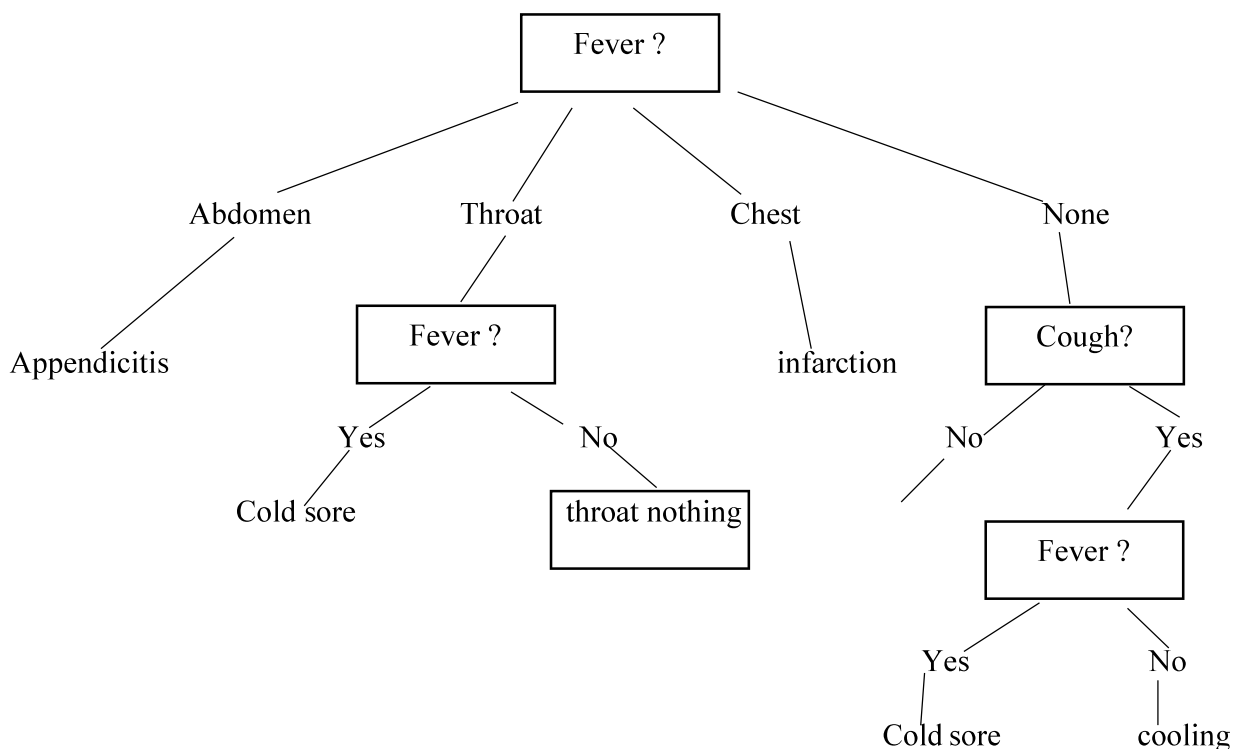 Fever ?
Abdomen
Throat
Chest
None
Fever ?
Cough?
Appendicitis
infarction
Yes
No
No
Yes
Cold sore
throat nothing
Fever ?
Yes
No
Cold sore
cooling